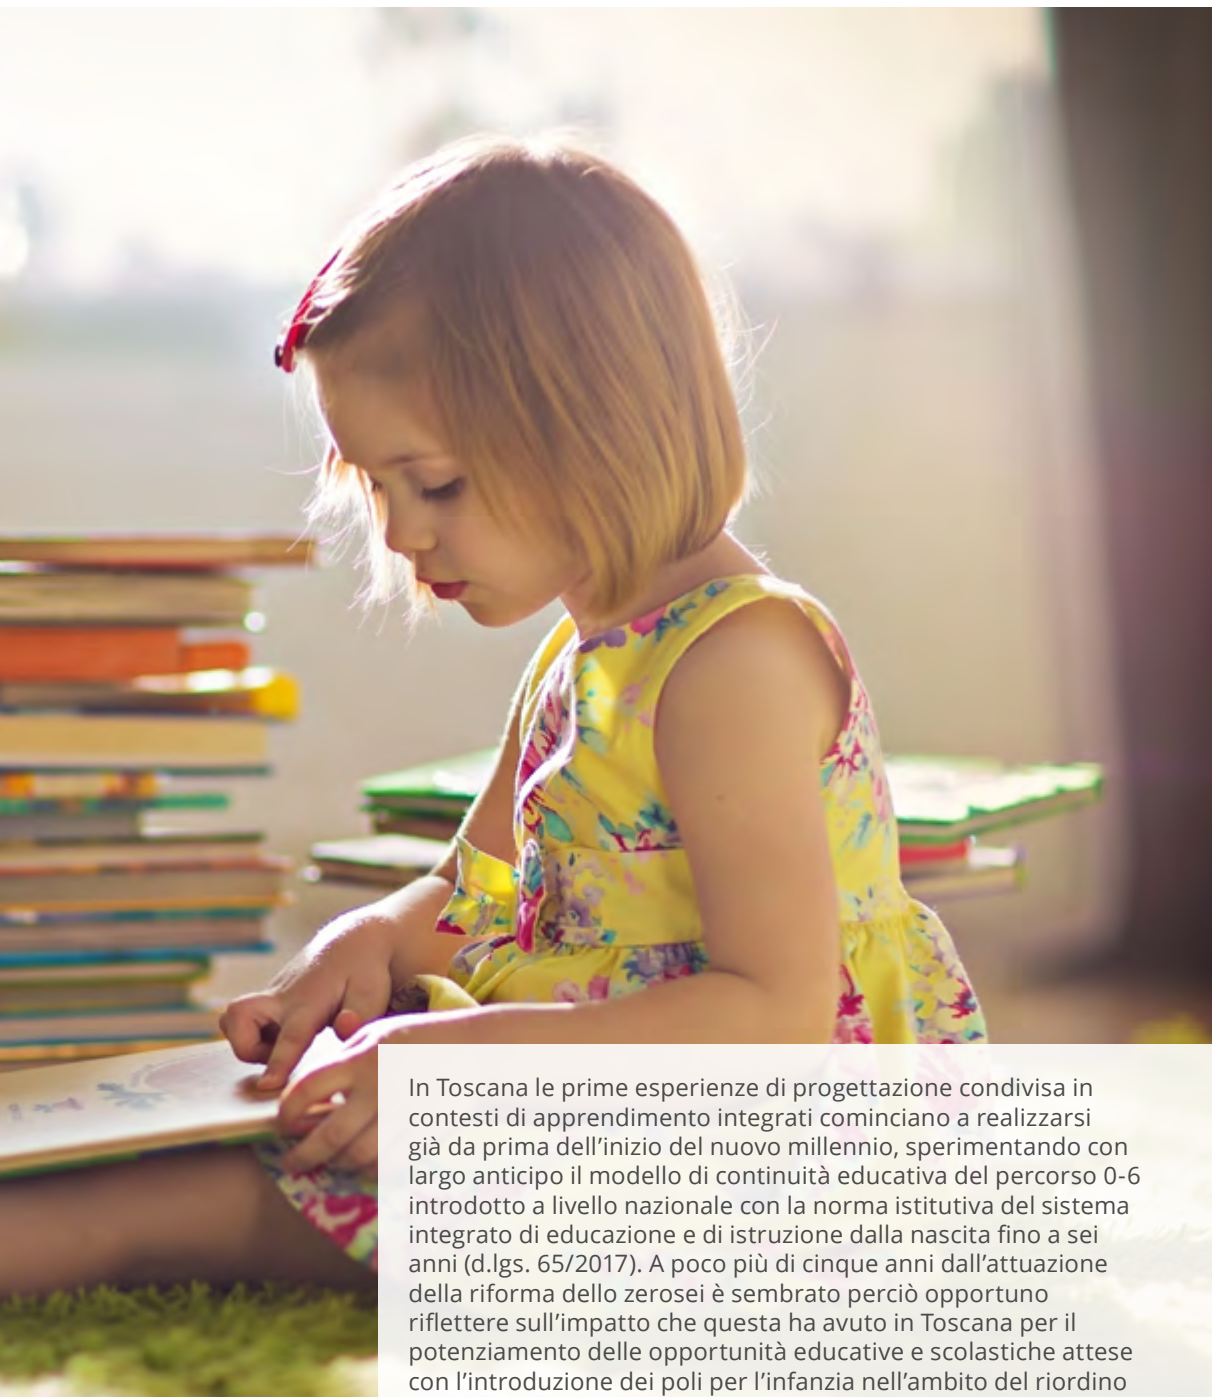 In Toscana le prime esperienze di progettazione condivisa in
contesti di apprendimento integrati cominciano a realizzarsi
già da prima dell’inizio del nuovo millennio, sperimentando con
largo anticipo il modello di continuità educativa del percorso 0-6
introdotto a livello nazionale con la norma istitutiva del sistema
integrato di educazione e di istruzione dalla nascita fino a sei
anni (d.lgs. 65/2017). A poco più di cinque anni dall’attuazione
della riforma dello zerosei è sembrato perciò opportuno
riflettere sull’impatto che questa ha avuto in Toscana per il
potenziamento delle opportunità educative e scolastiche attese
con l’introduzione dei poli per l’infanzia nell’ambito del riordino